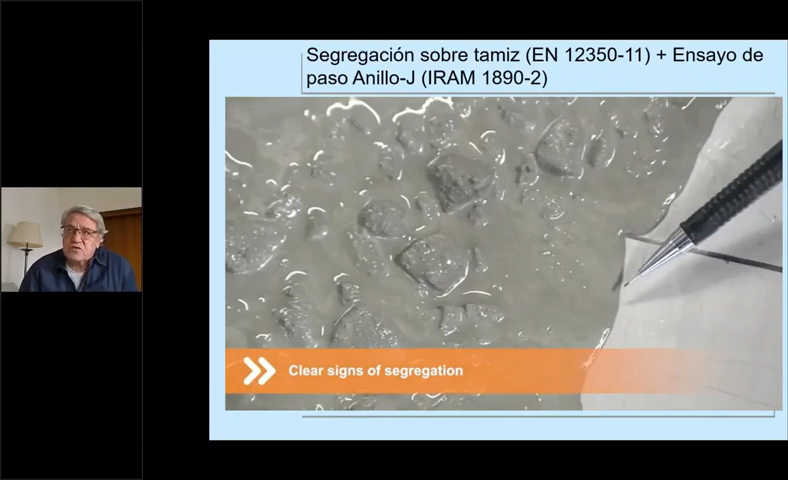 Segregación sobre tamiz (EN 12350-11) + Ensayo de
paso Anillo-J (IRAM 1890-2)
Clear signs of segregation